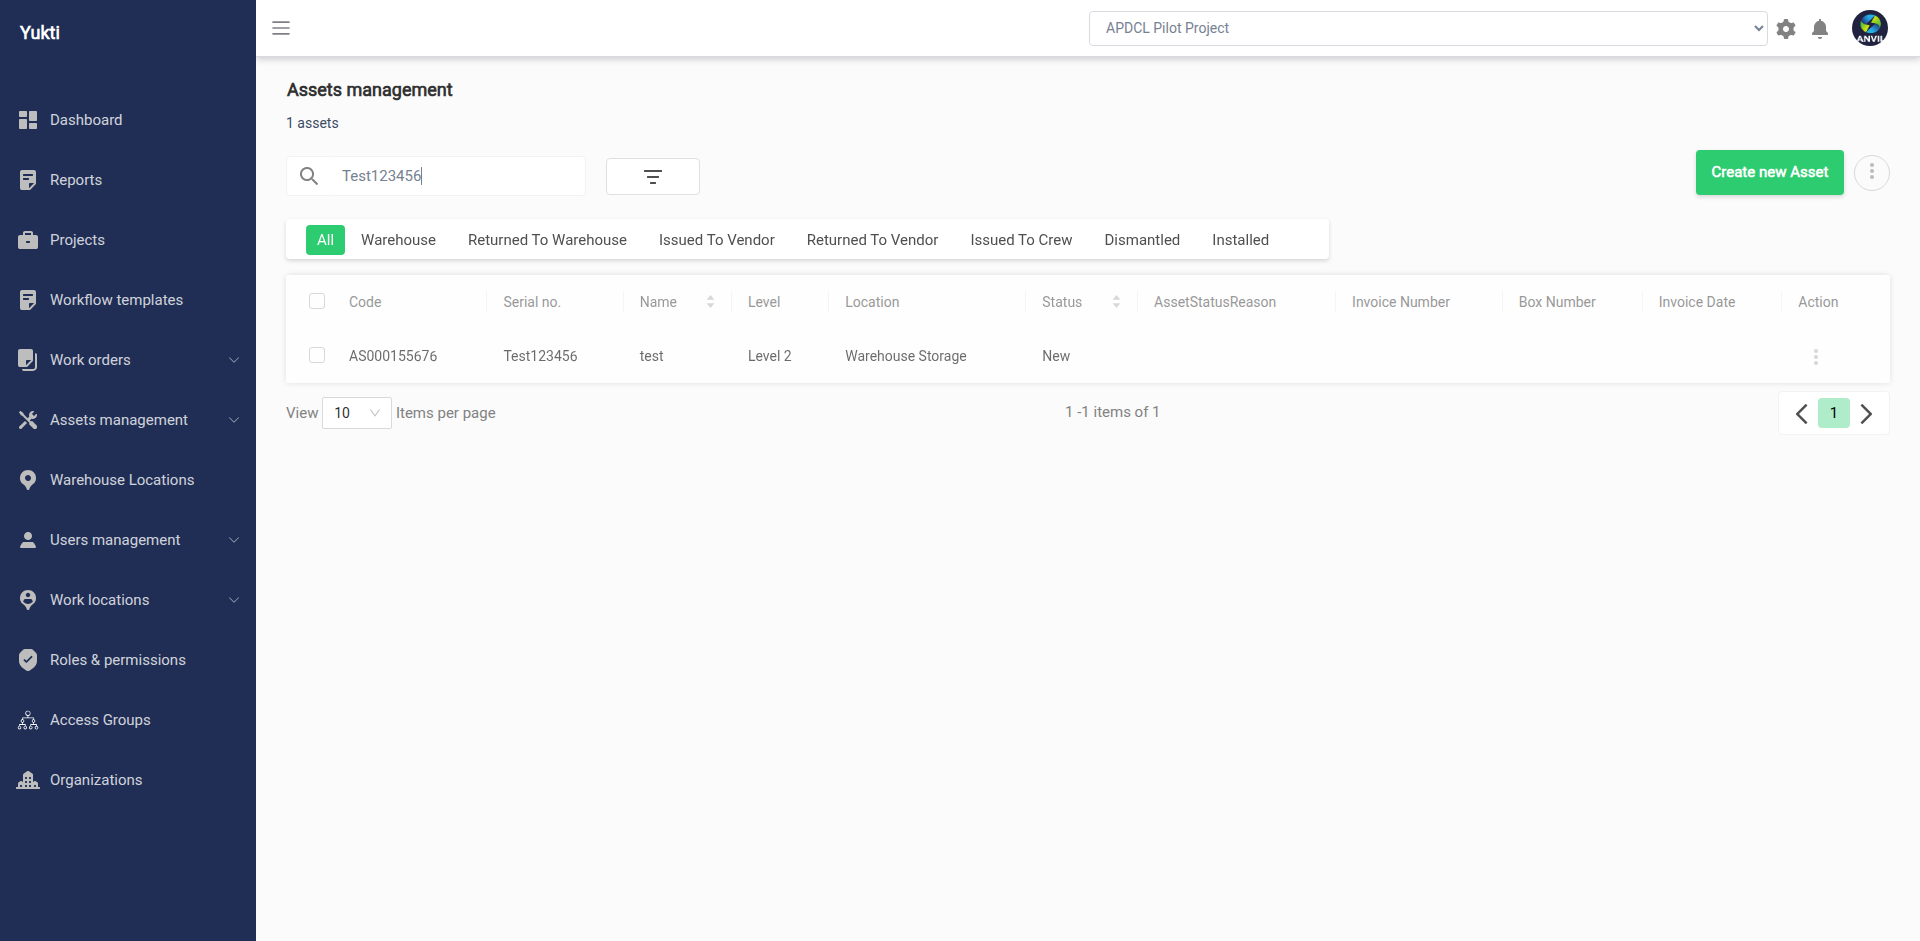 Yukti
APDCL Pilot Project
ANVIL
Dashboard
Reports
Projects
Workflow templates
Work orders
Assets management
Warehouse Locations
Users management
Work locations
Roles & permissions
Access Groups
Organizations
Assets management
1 assets
Test123456
Create new Asset
All Warehouse Returned To Warehouse Issued To Vendor Returned To Vendor Issued To Crew Dismantled Installed
Code Serial no. Name Level Location Status AssetStatusReason Invoice Number Box Number Invoice Date Action
AS000155676 Test123456 test Level 2 Warehouse Storage New
View 10 Items per page 1 -1 items of 1 1